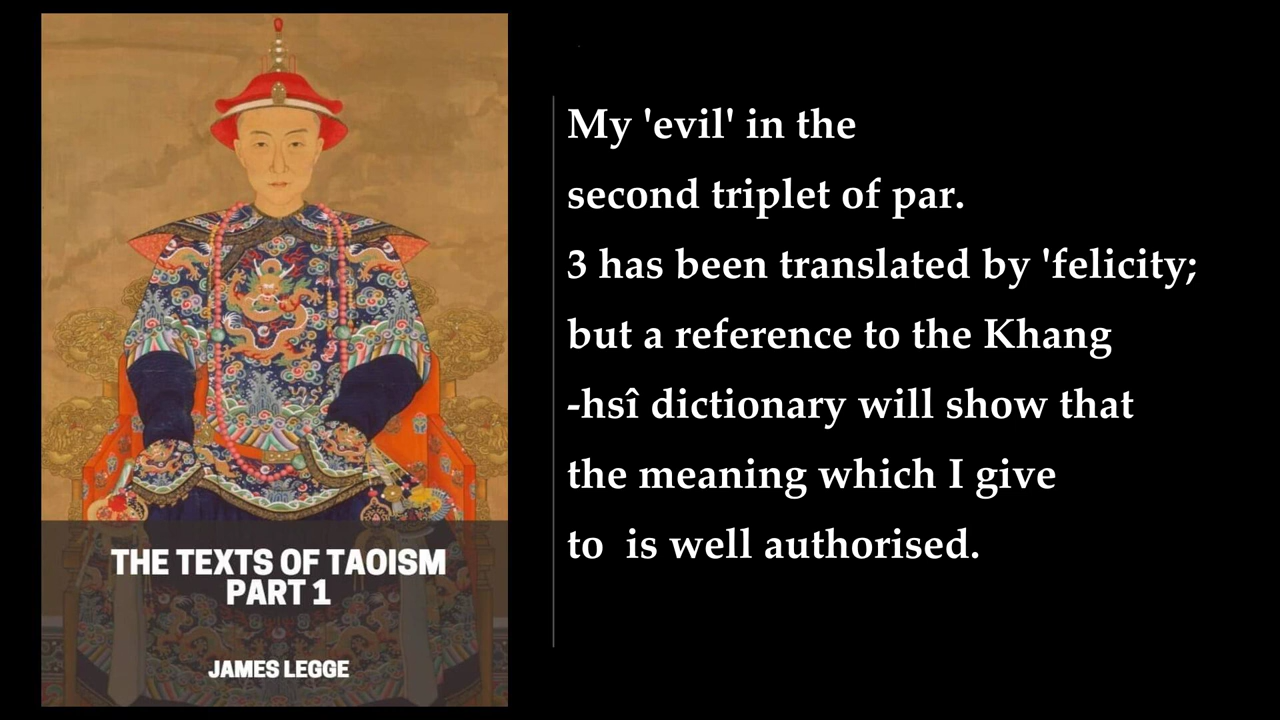 THE TEXTS OF TAOISM
PART 1
JAMES LEGGE
My 'evil' in the
second triplet of par.
3 has been translated by 'felicity;
but a reference to the Khang
-hsî dictionary will show that
the meaning which I give
to  is well authorised.